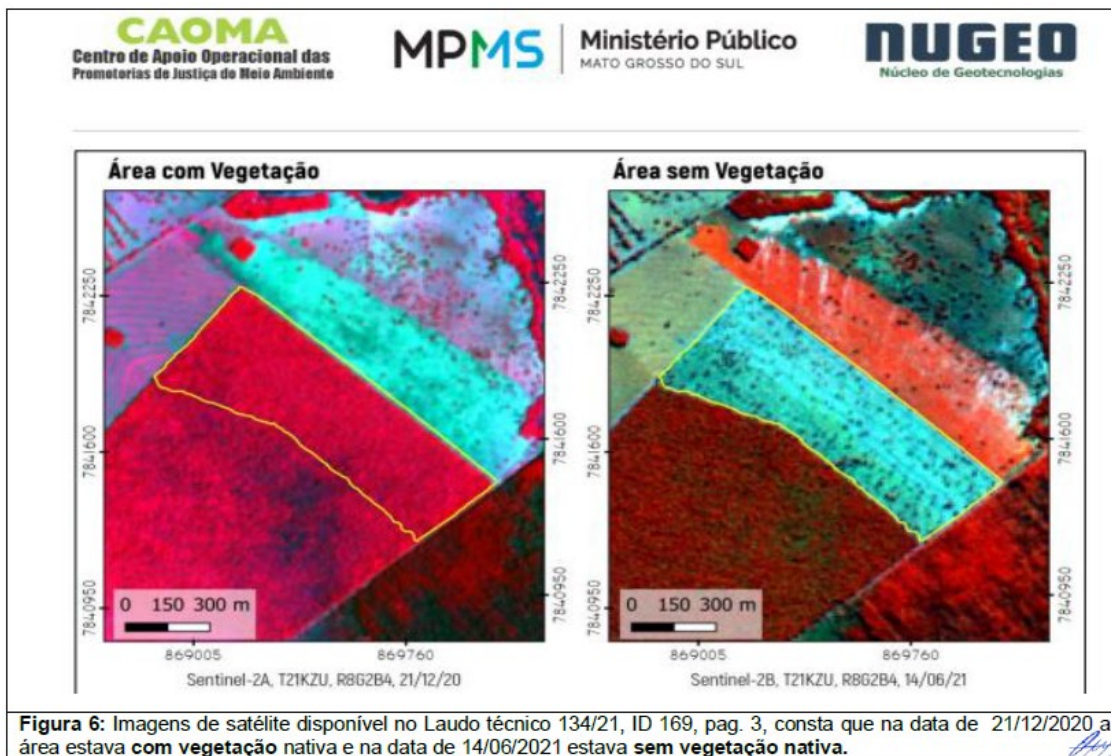 CAOMA
Centro de Apoio Operacional das
Promotorias de Justiça do Meio Ambiente
MPMS
Ministério Público
MATO GROSSO DO SUL
NUGEO
Núcleo de Geotecnologias
Área com Vegetação
7842250
7842250
7841600
7841600
7840950
7840950
0 150 300 m
869005
869760
Sentinel-2A, T21KZU, R8G2B4, 21/12/20
Área sem Vegetação
7842250
7841600
7840950
0 150 300 m
869005
869760
Sentinel-2B, T21KZU, R8G2B4, 14/06/21
Figura 6: Imagens de satélite disponível no Laudo técnico 134/21, ID 169, pag. 3, consta que na data de 21/12/2020 a
área estava com vegetação nativa e na data de 14/06/2021 estava sem vegetação nativa.